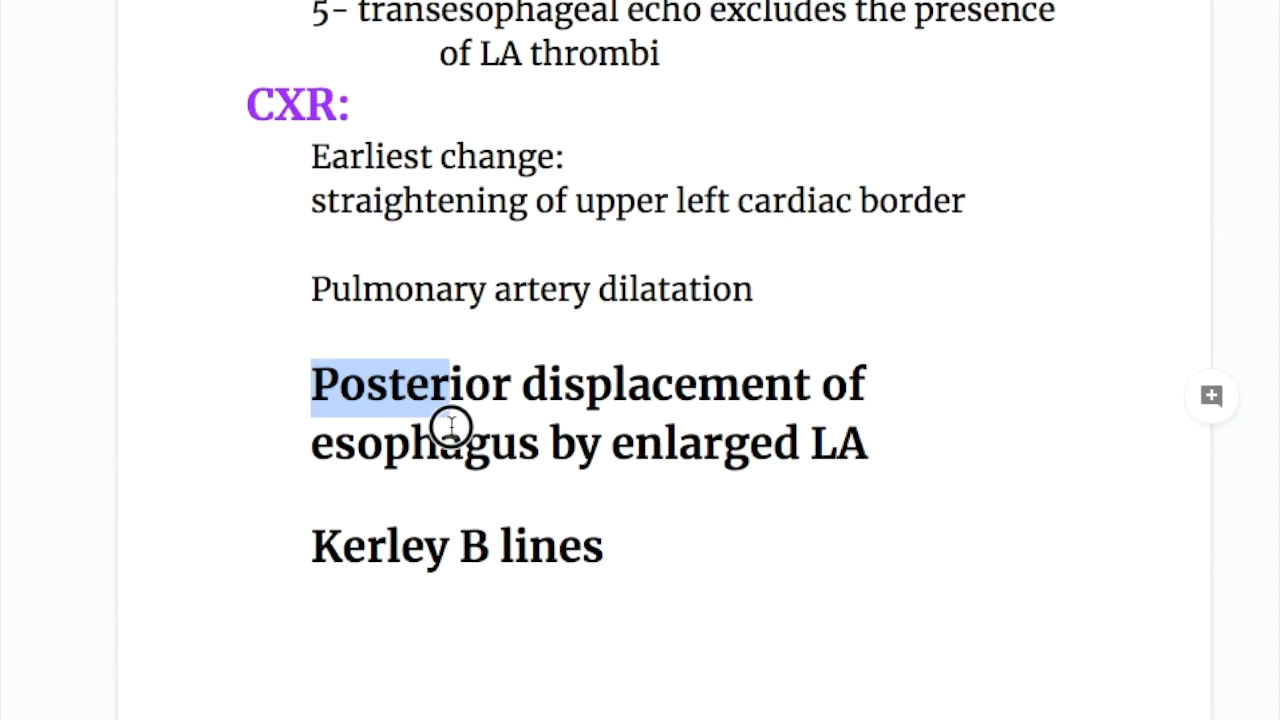 5- transesophageal echo excludes the presence
of LA thrombi
CXR:
Earliest change:
straightening of upper left cardiac border
Pulmonary artery dilatation
Posterior displacement of
esophagus by enlarged LA
Kerley B lines